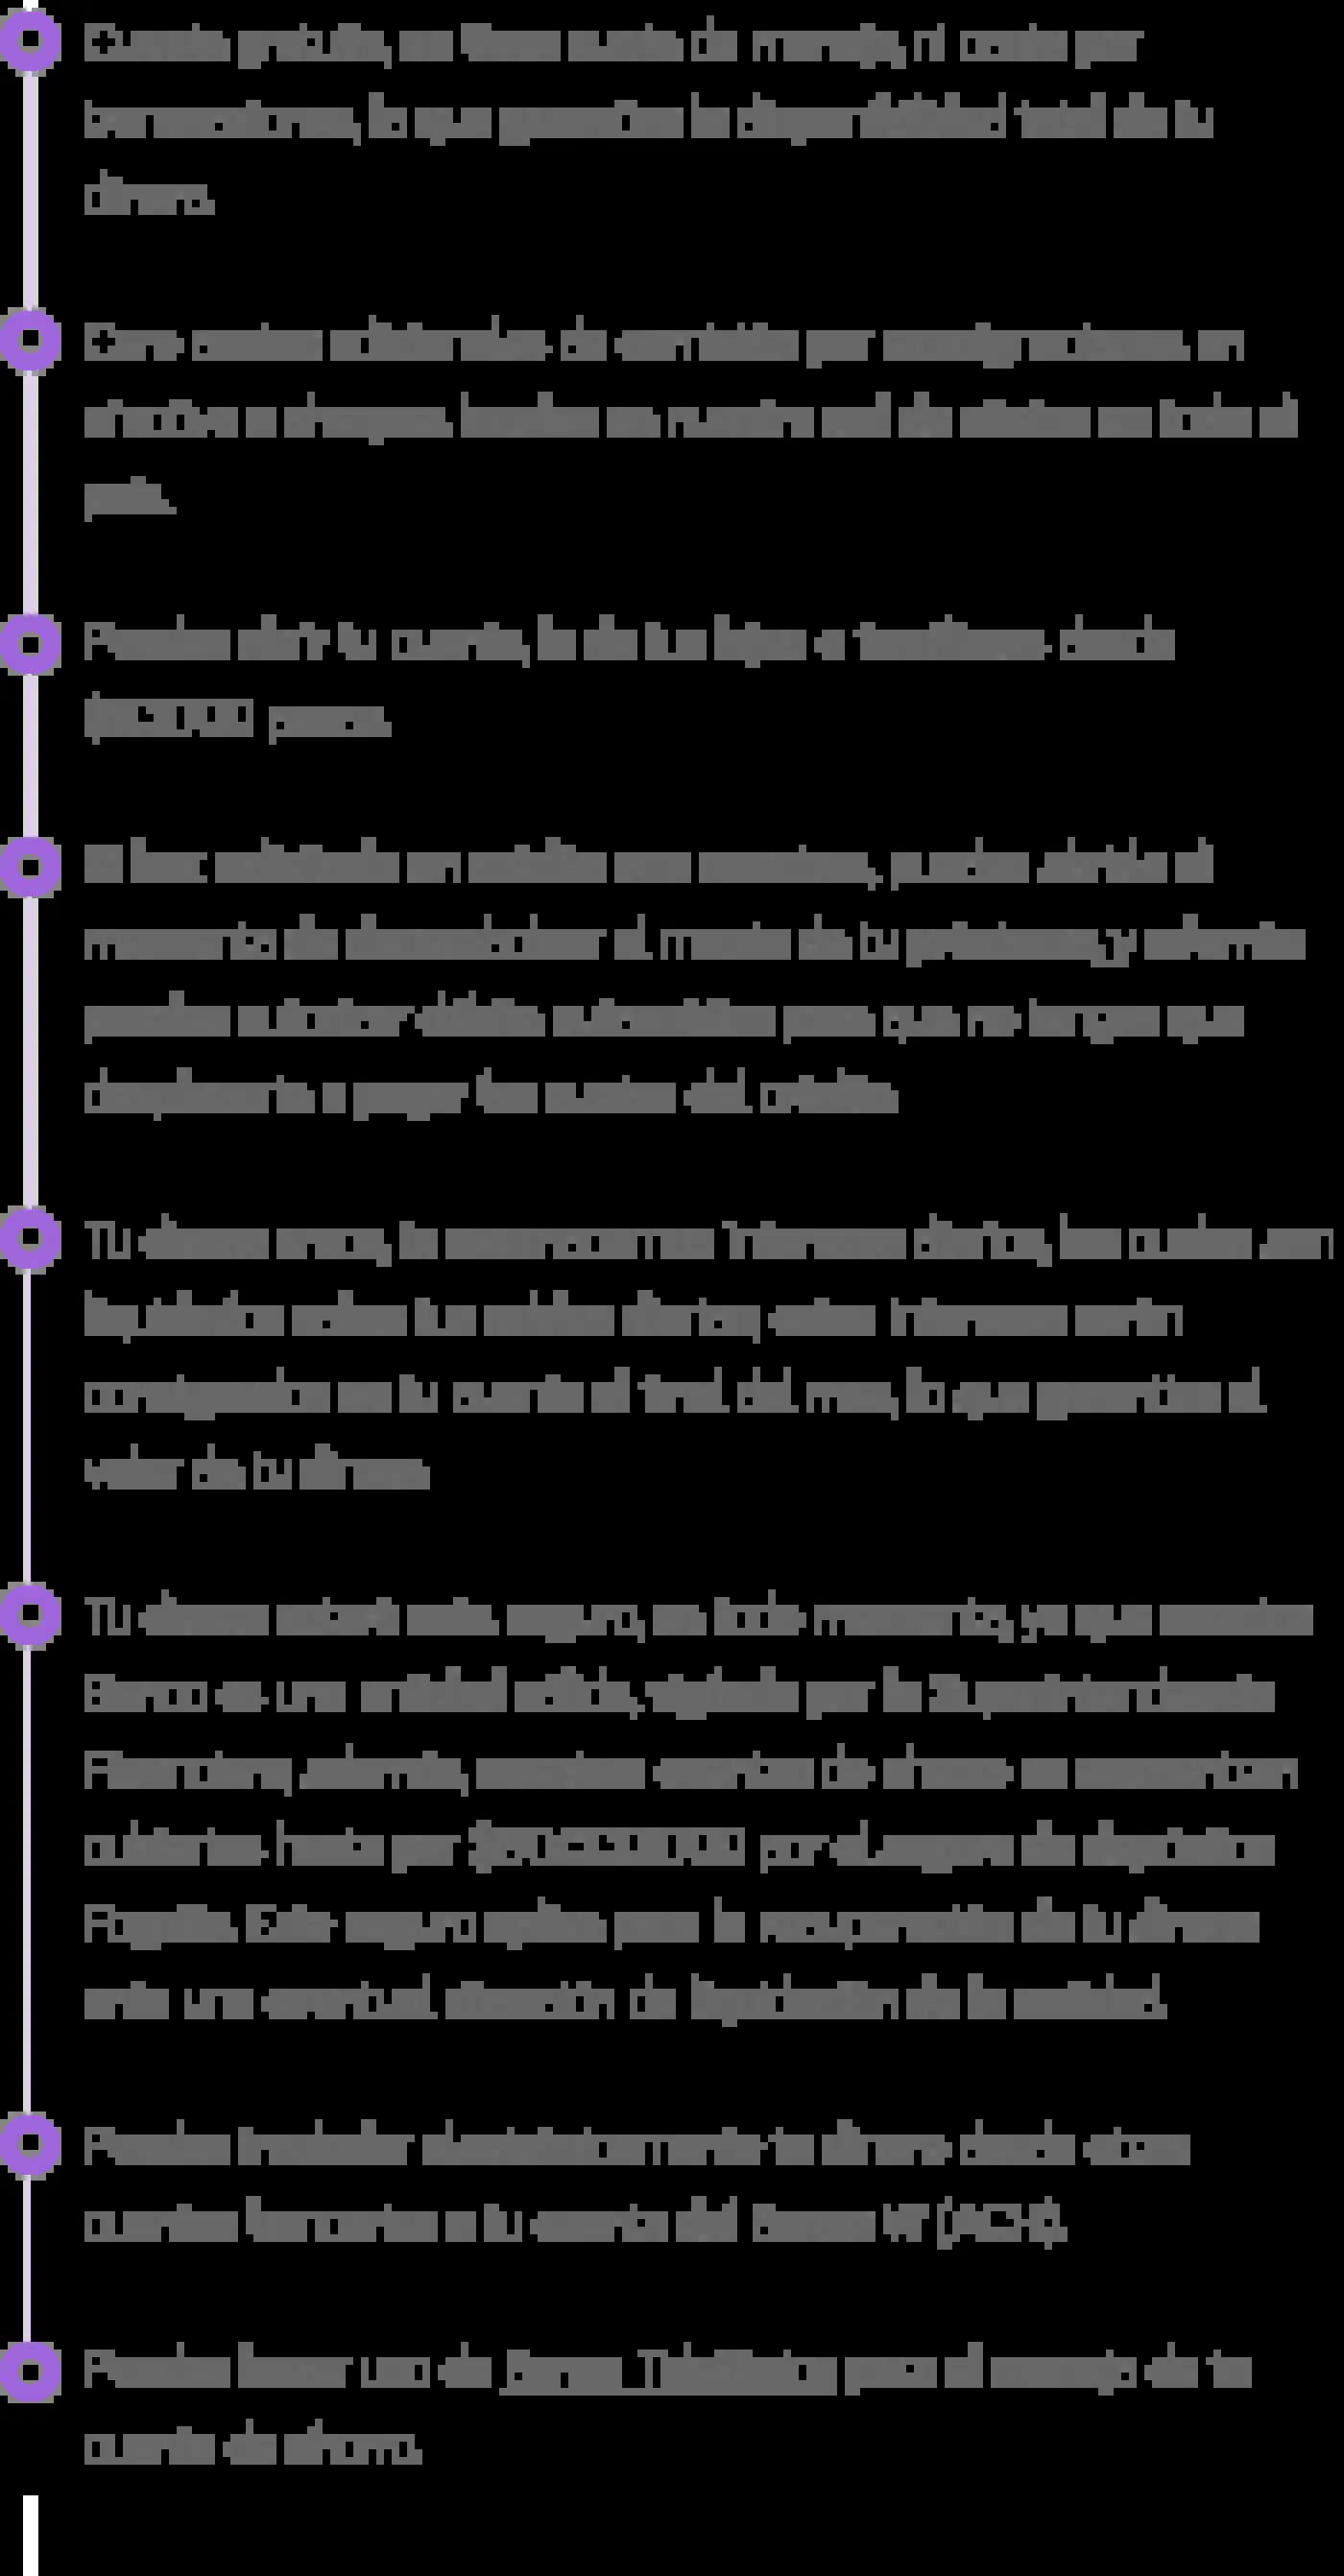 Cuenta gratuita, no tiene cuota de manejo, ni costo por
transacciones, lo que garantiza la disponibilidad total de tu
dinero.
Cero costos adicionales de comisión por consignaciones en
efectivo o cheques locales en nuestra red de oficinas en todo el
país.
Puedes abrir tu cuenta, la de tus hijos o familiares desde
pesos.
Si has solicitado un crédito con nosotros, puedes abrirla al
momento de desembolsar el monto de tu préstamo, y además
puedes autorizar débito automático para que no tengas que
desplazarte a pagar las cuotas del crédito.
Tu dinero crece, te reconocemos intereses diarios, los cuales son
liquidados sobre tus saldos diarios, estos intereses serán
consignados en tu cuenta al final del mes, lo que garantiza el
valor de tu dinero.
Tu dinero estará seguro, en todo momento, ya que nuestro
Banco es una entidad sólida, vigilada por la Superintendencia
Financiera, además, nuestras cuentas de ahorro se encuentran
cubiertas hasta por por el seguro de depósitos
Fogafín. Este seguro aplica para la recuperación de tu dinero
ante una eventual situación de liquidación de la entidad.
Puedes trasladar electrónicamente tu dinero desde otras
cuentas bancarias a tu cuenta del Banco W (ACH).
Puedes hacer uso de Banca Telefónica para el manejo de tu
cuenta de ahorro.